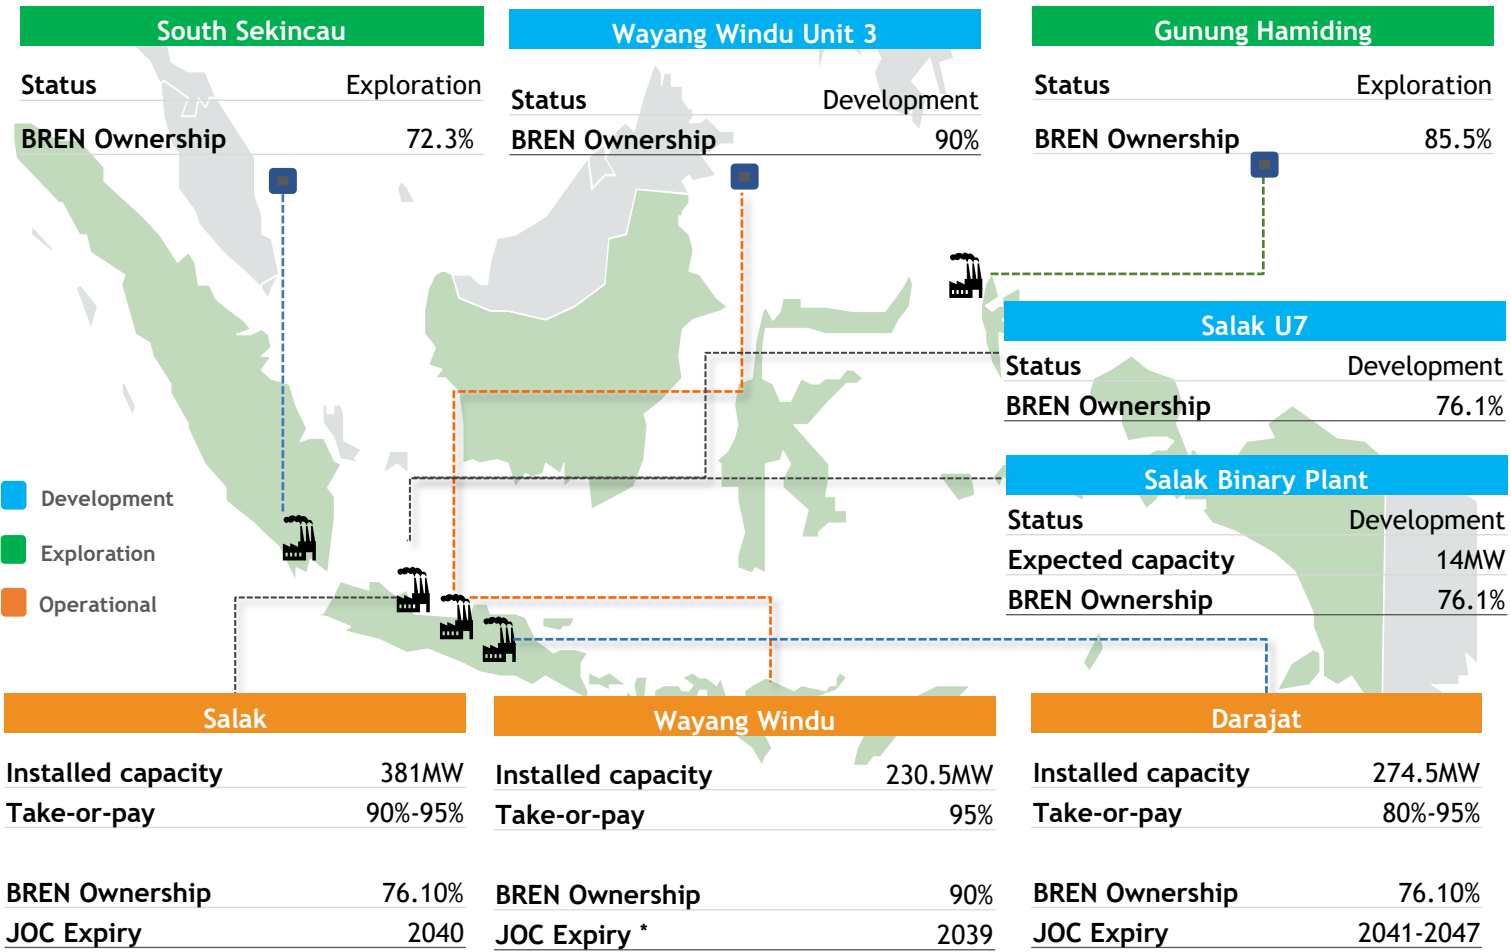 South Sekincau
Status Exploration
BREN Ownership 72.3%
Wayang Windu Unit 3
Status Development
BREN Ownership 90%
Gunung Hamiding
Status Exploration
BREN Ownership 85.5%
Salak U7
Status Development
BREN Ownership 76.1%
Salak Binary Plant
Status Development
Expected capacity 14MW
BREN Ownership 76.1%
Development
Exploration
Operational
Salak
Installed capacity 381MW
Take-or-pay 90%-95%
BREN Ownership 76.10%
JOC Expiry 2040
Wayang Windu
Installed capacity 230.5MW
Take-or-pay 95%
BREN Ownership 90%
JOC Expiry * 2039
Darajat
Installed capacity 274.5MW
Take-or-pay 80%-95%
BREN Ownership 76.10%
JOC Expiry 2041-2047